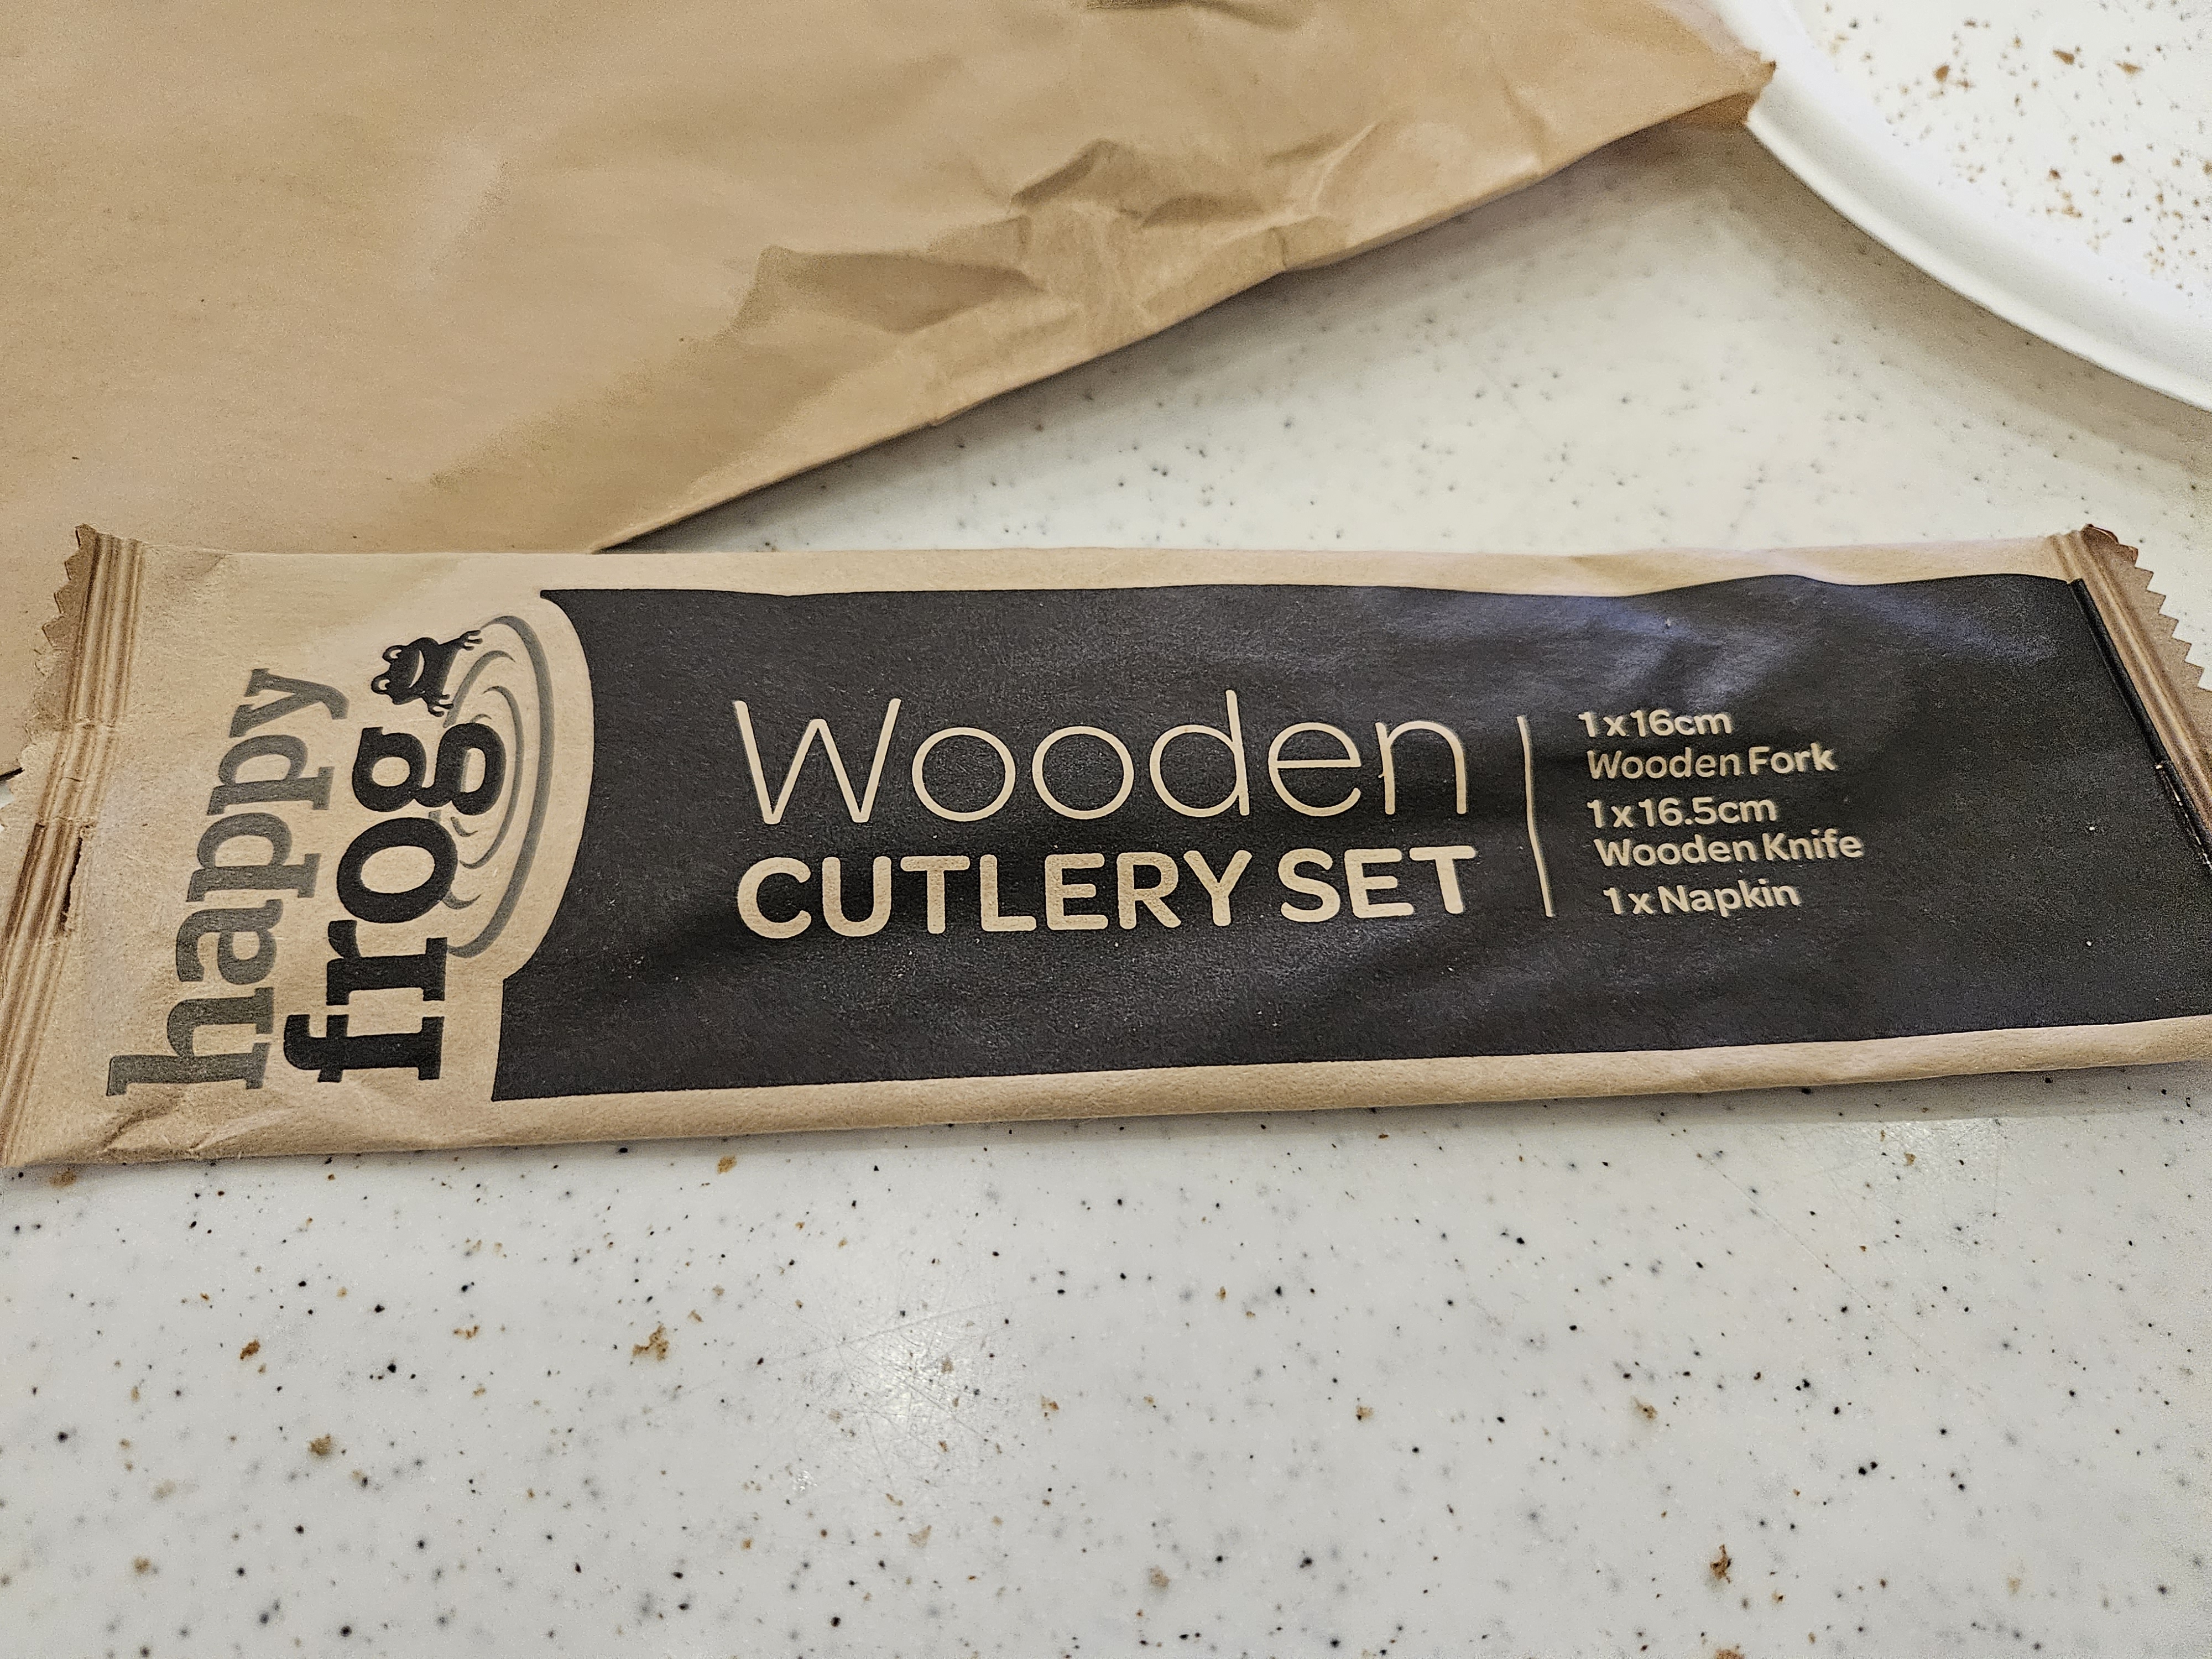 happy
frog
Wooden
CUTLERY SET
1 x 16cm
Wooden Fork
1 x 16.5cm
Wooden Knife
1 x Napkin